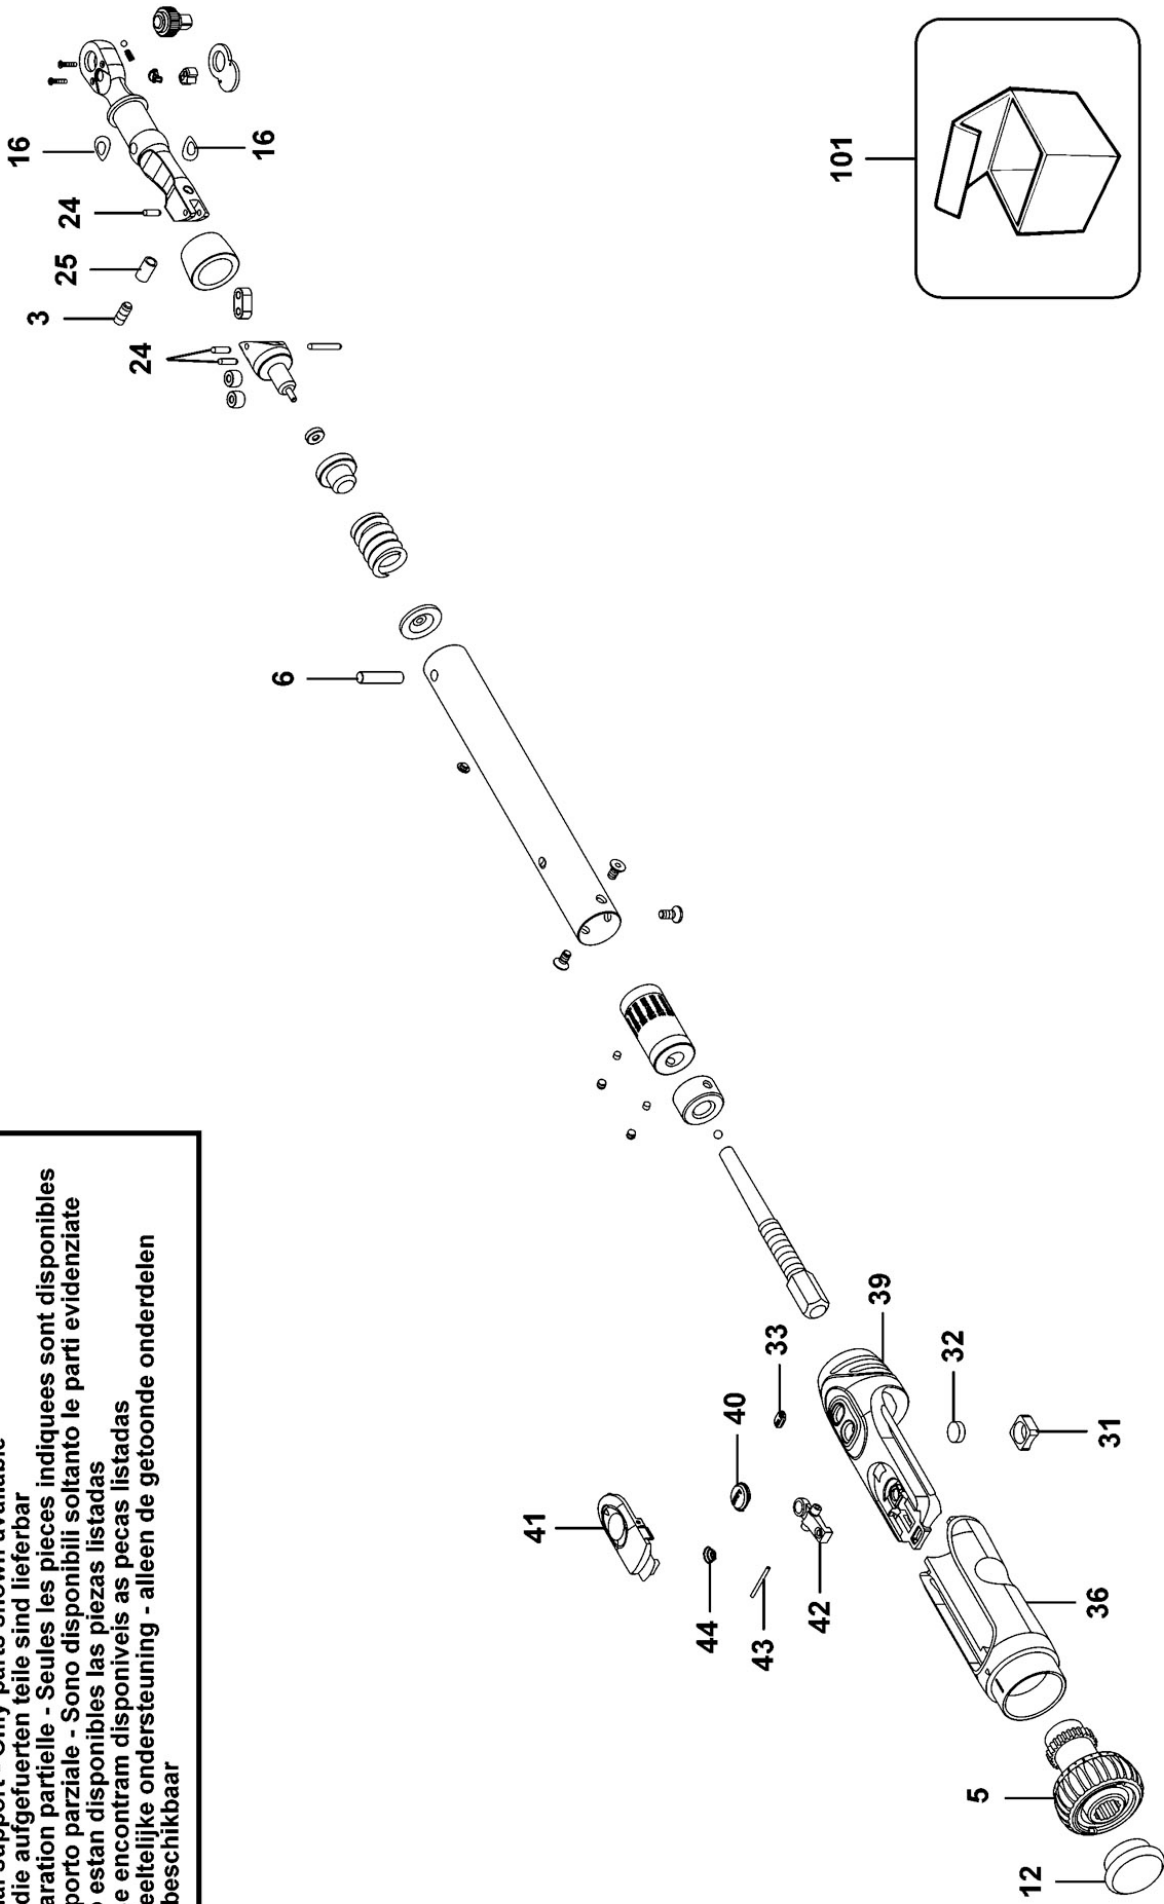 support - Only parts shown available
die aufgefuerten teile sind lieferbar
aration partielle - Seules les pieces indiquees sont disponibles
porto parziale - Sono disponibili soltanto le parti evidenziate
estan disponibles las piezas listadas
e encontram disponiveis as pecas listadas
eeltelijke ondersteuning - alleen de getoonde onderdelen
beschikbaar
16
16
24
25
3
24
6
101
39
33
32
40
31
41
44
43
42
36
5
12